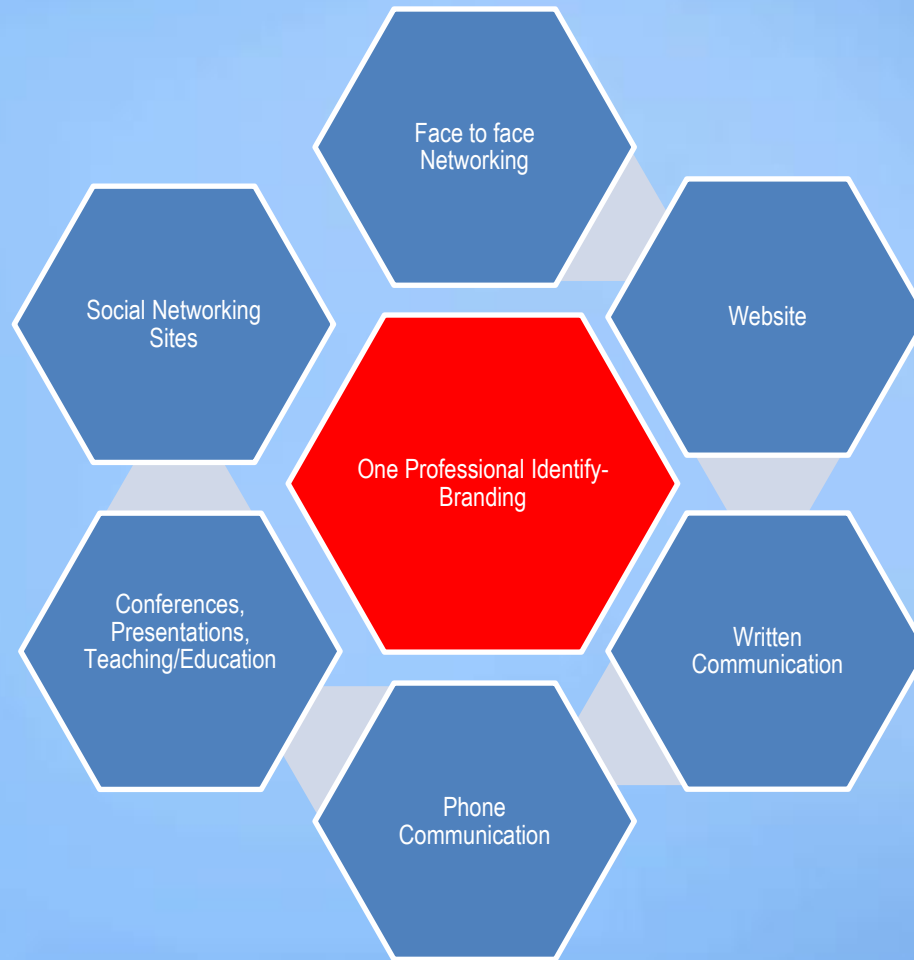 Face to face
Networking
Social Networking
Sites
Website
One Professional Identify-
Branding
Conferences,
Presentations,
Teaching/Education
Written
Communication
Phone
Communication